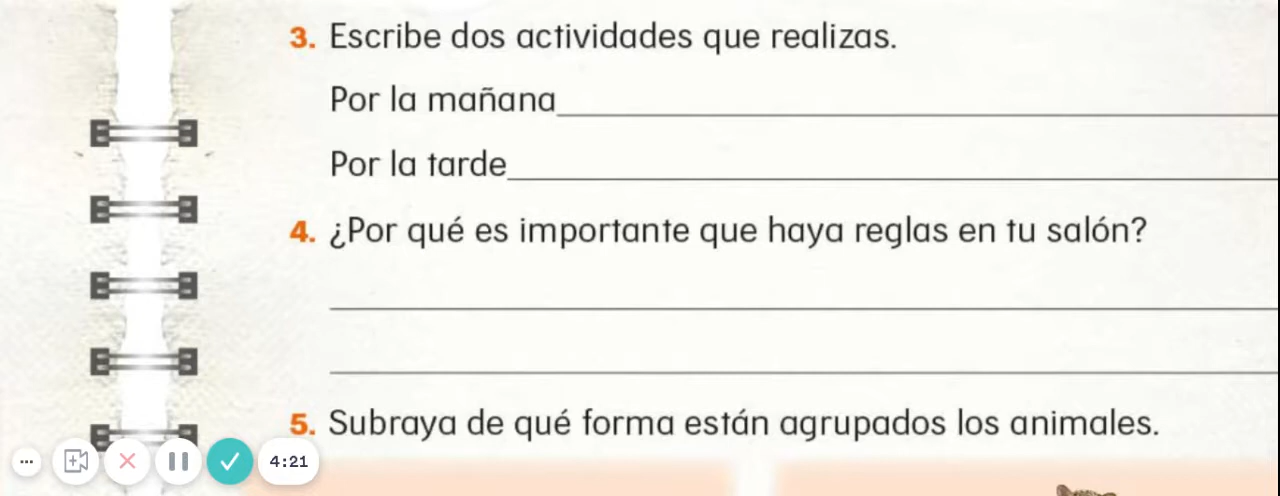 3. Escribe dos actividades que realizas.
Por la mañana
Por la tarde
4. ¿Por qué es importante que haya reglas en tu salón?
5. Subraya de qué forma están agrupados los animales.
4:21